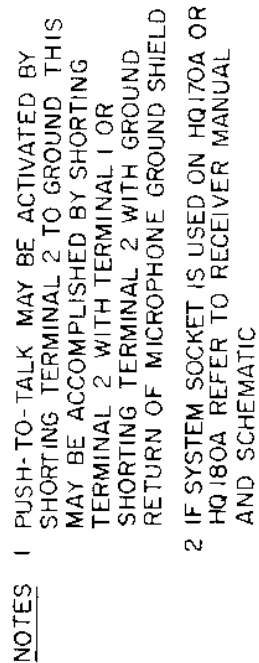 NOTES 1 PUSH-TO-TALK MAY BE ACTIVATED BY
SHORTING TERMINAL 2 TO GROUND THIS
MAY BE ACCOMPLISHED BY SHORTING
TERMINAL 2 WITH TERMINAL 1 OR
SHORTING TERMINAL 2 WITH GROUND
RETURN OF MICROPHONE GROUND SHIELD
2 IF SYSTEM SOCKET IS USED ON HQ170A OR
HQ180A REFER TO RECEIVER MANUAL
AND SCHEMATIC